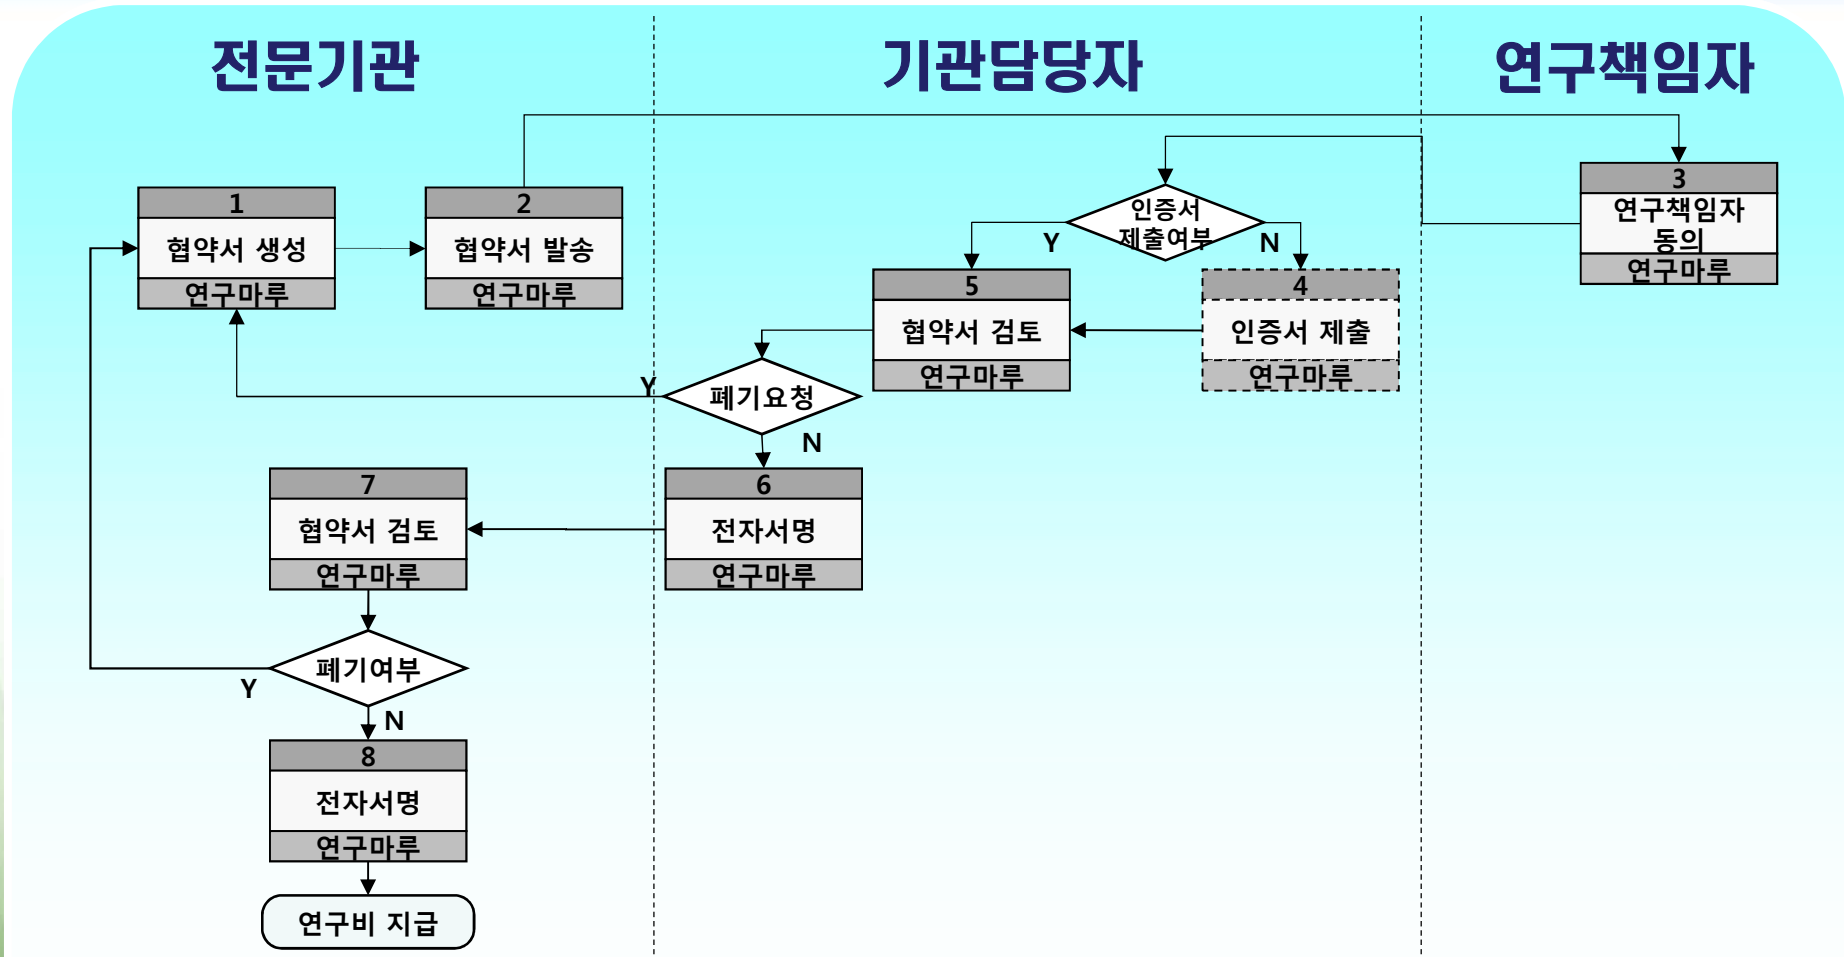 전문기관
기관담당자
연구책임자
1
협약서 생성
연구마루
2
협약서 발송
연구마루
3
연구책임자
동의
연구마루
인증서
제출여부
Y
N
5
협약서 검토
연구마루
4
인증서 제출
연구마루
Y
폐기요청
N
7
협약서 검토
연구마루
6
전자서명
연구마루
폐기여부
Y
N
8
전자서명
연구마루
연구비 지급